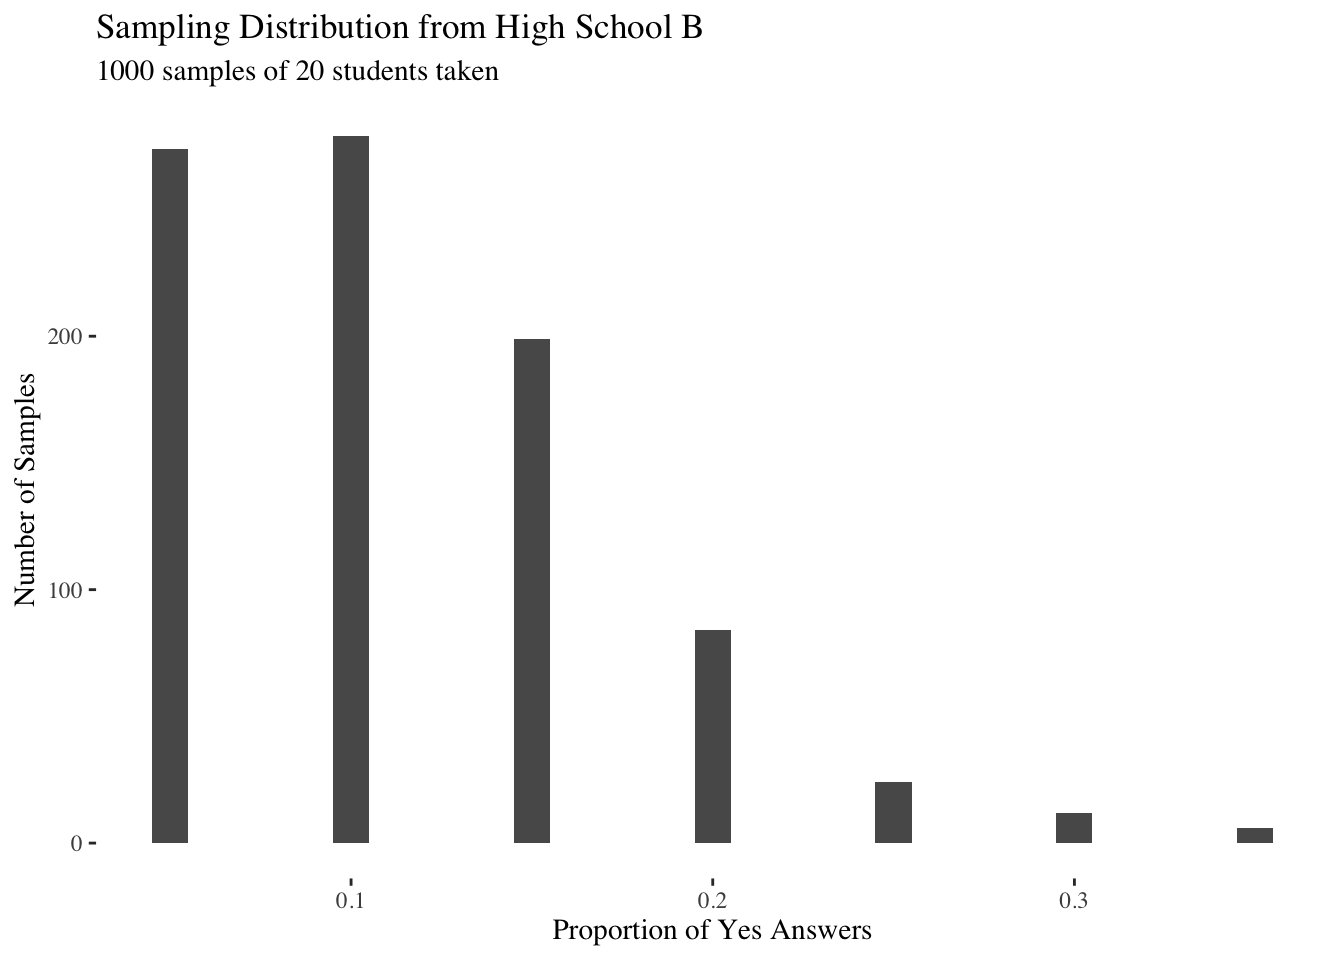 Sampling Distribution from High School B
1000 samples of 20 students taken
200
100
0
Number of Samples
0.1 0.2 0.3
Proportion of Yes Answers